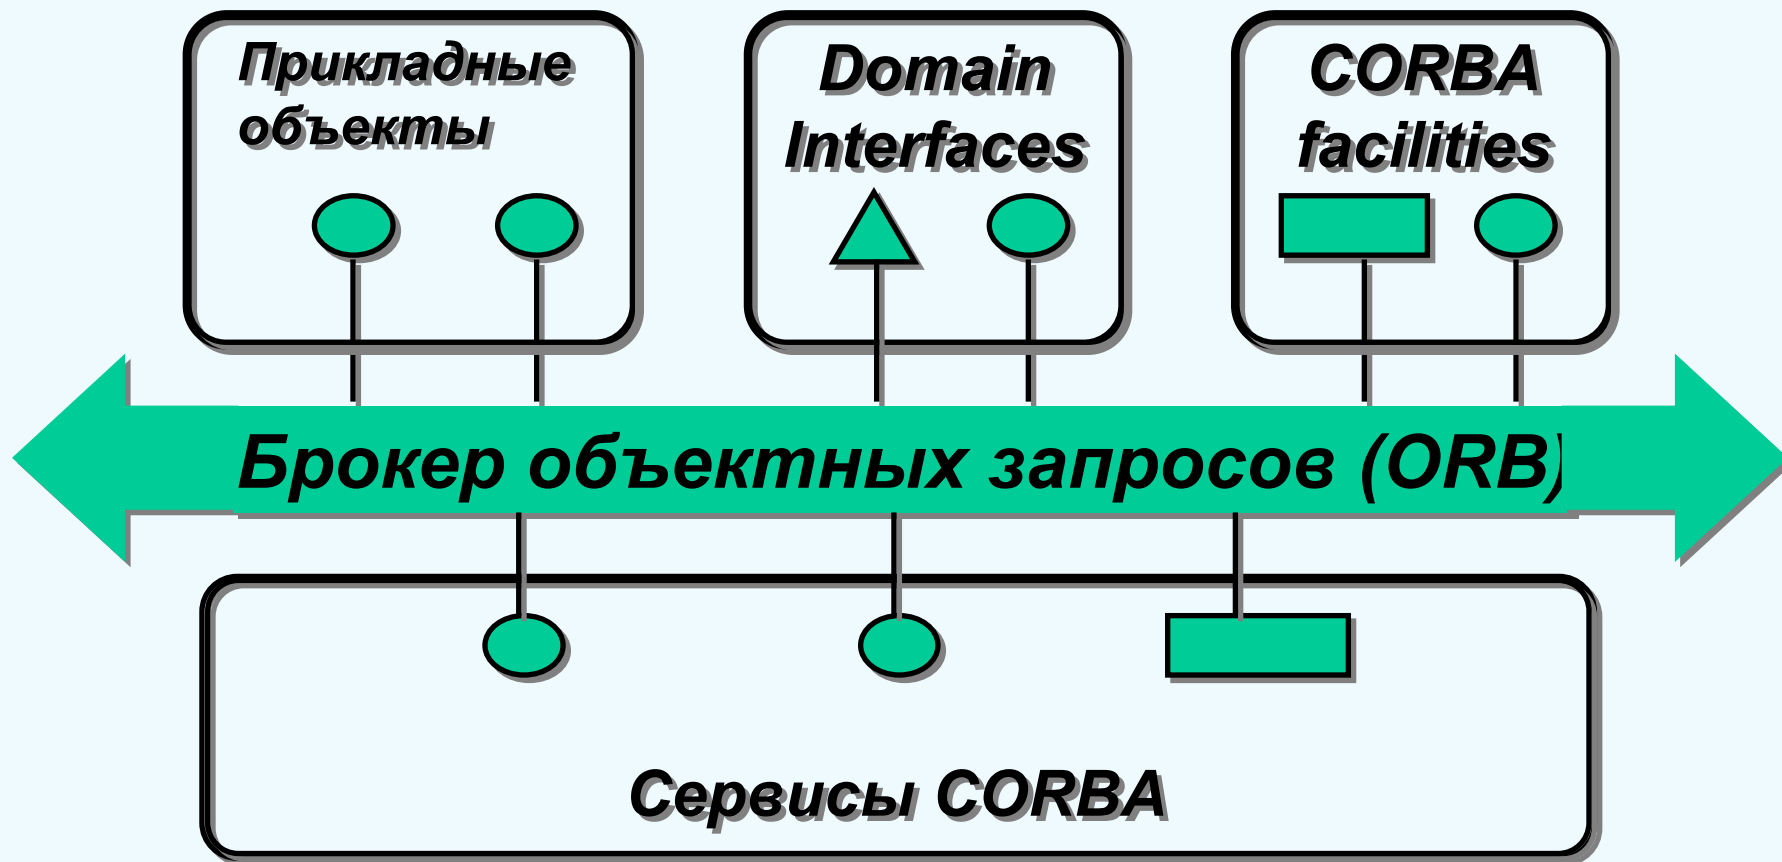 Прикладные
объекты
Domain
Interfaces
CORBA
facilities
Брокер объектных запросов (ORB)
Сервисы CORBA